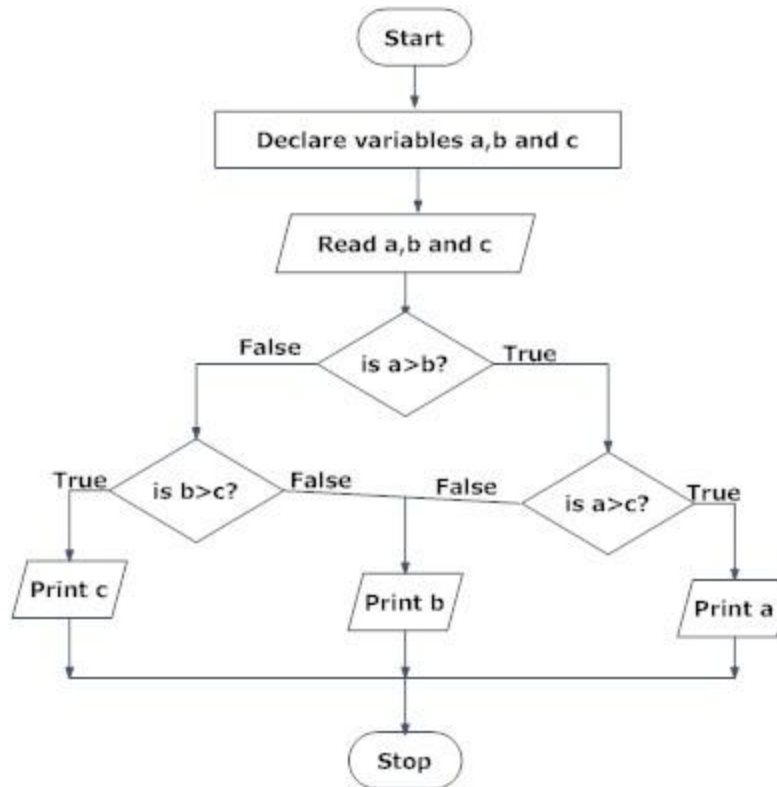 Start
Declare variables a,b and c
Read a,b and c
False
is a>b?
True
True
is b>c?
False
False
is a>c?
True
Print c
Print b
Print a
Stop